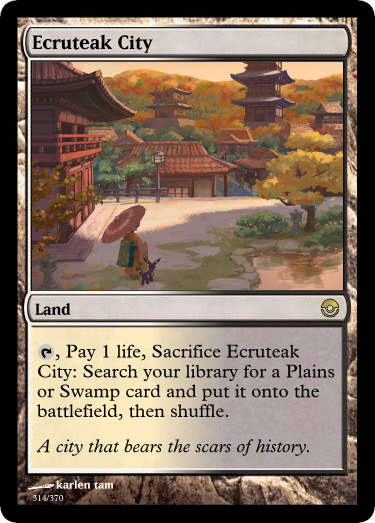 Ecruteak City
Land
, Pay 1 life, Sacrifice Ecruteak
City: Search your library for a Plains
or Swamp card and put it onto the
battlefield, then shuffle.
A city that bears the scars of history.
karlen tam
314/370